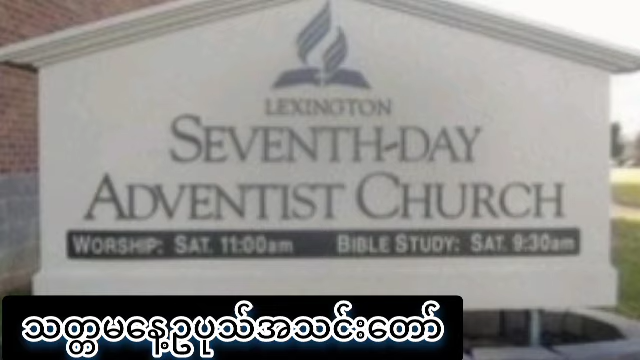 LEXINGTON
SEVENTH-DAY
ADVENTIST CHURCH
WORSHIP: SAT. 11:00am BIBLE STUDY: SAT. 9:30am
သတ္တမနေ့ဥပုသ်အသင်းတော်